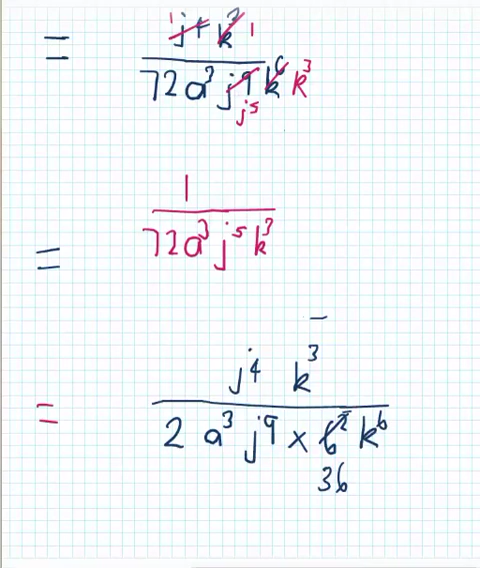 1 j⁴ k³ 1
= 72a³ j⁹ k⁶ k³
j⁵
1
= 72a³ j⁵ k³
j⁴ k³
= 2 a³ j⁹ × 6² k⁶
36